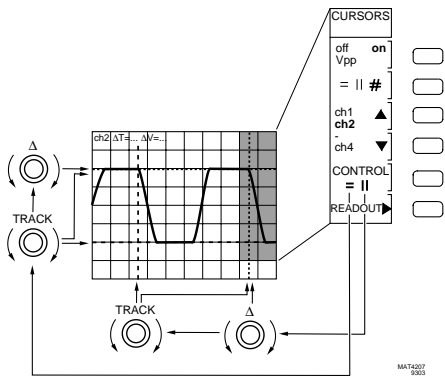 CURSORS
off on
Vpp
= || #
ch1 ▲
ch2
-
ch4 ▼
CONTROL
= ||
READOUT▶
ch2 ΔT=... ΔV=...
Δ
TRACK
TRACK
Δ
MAT4207
9303